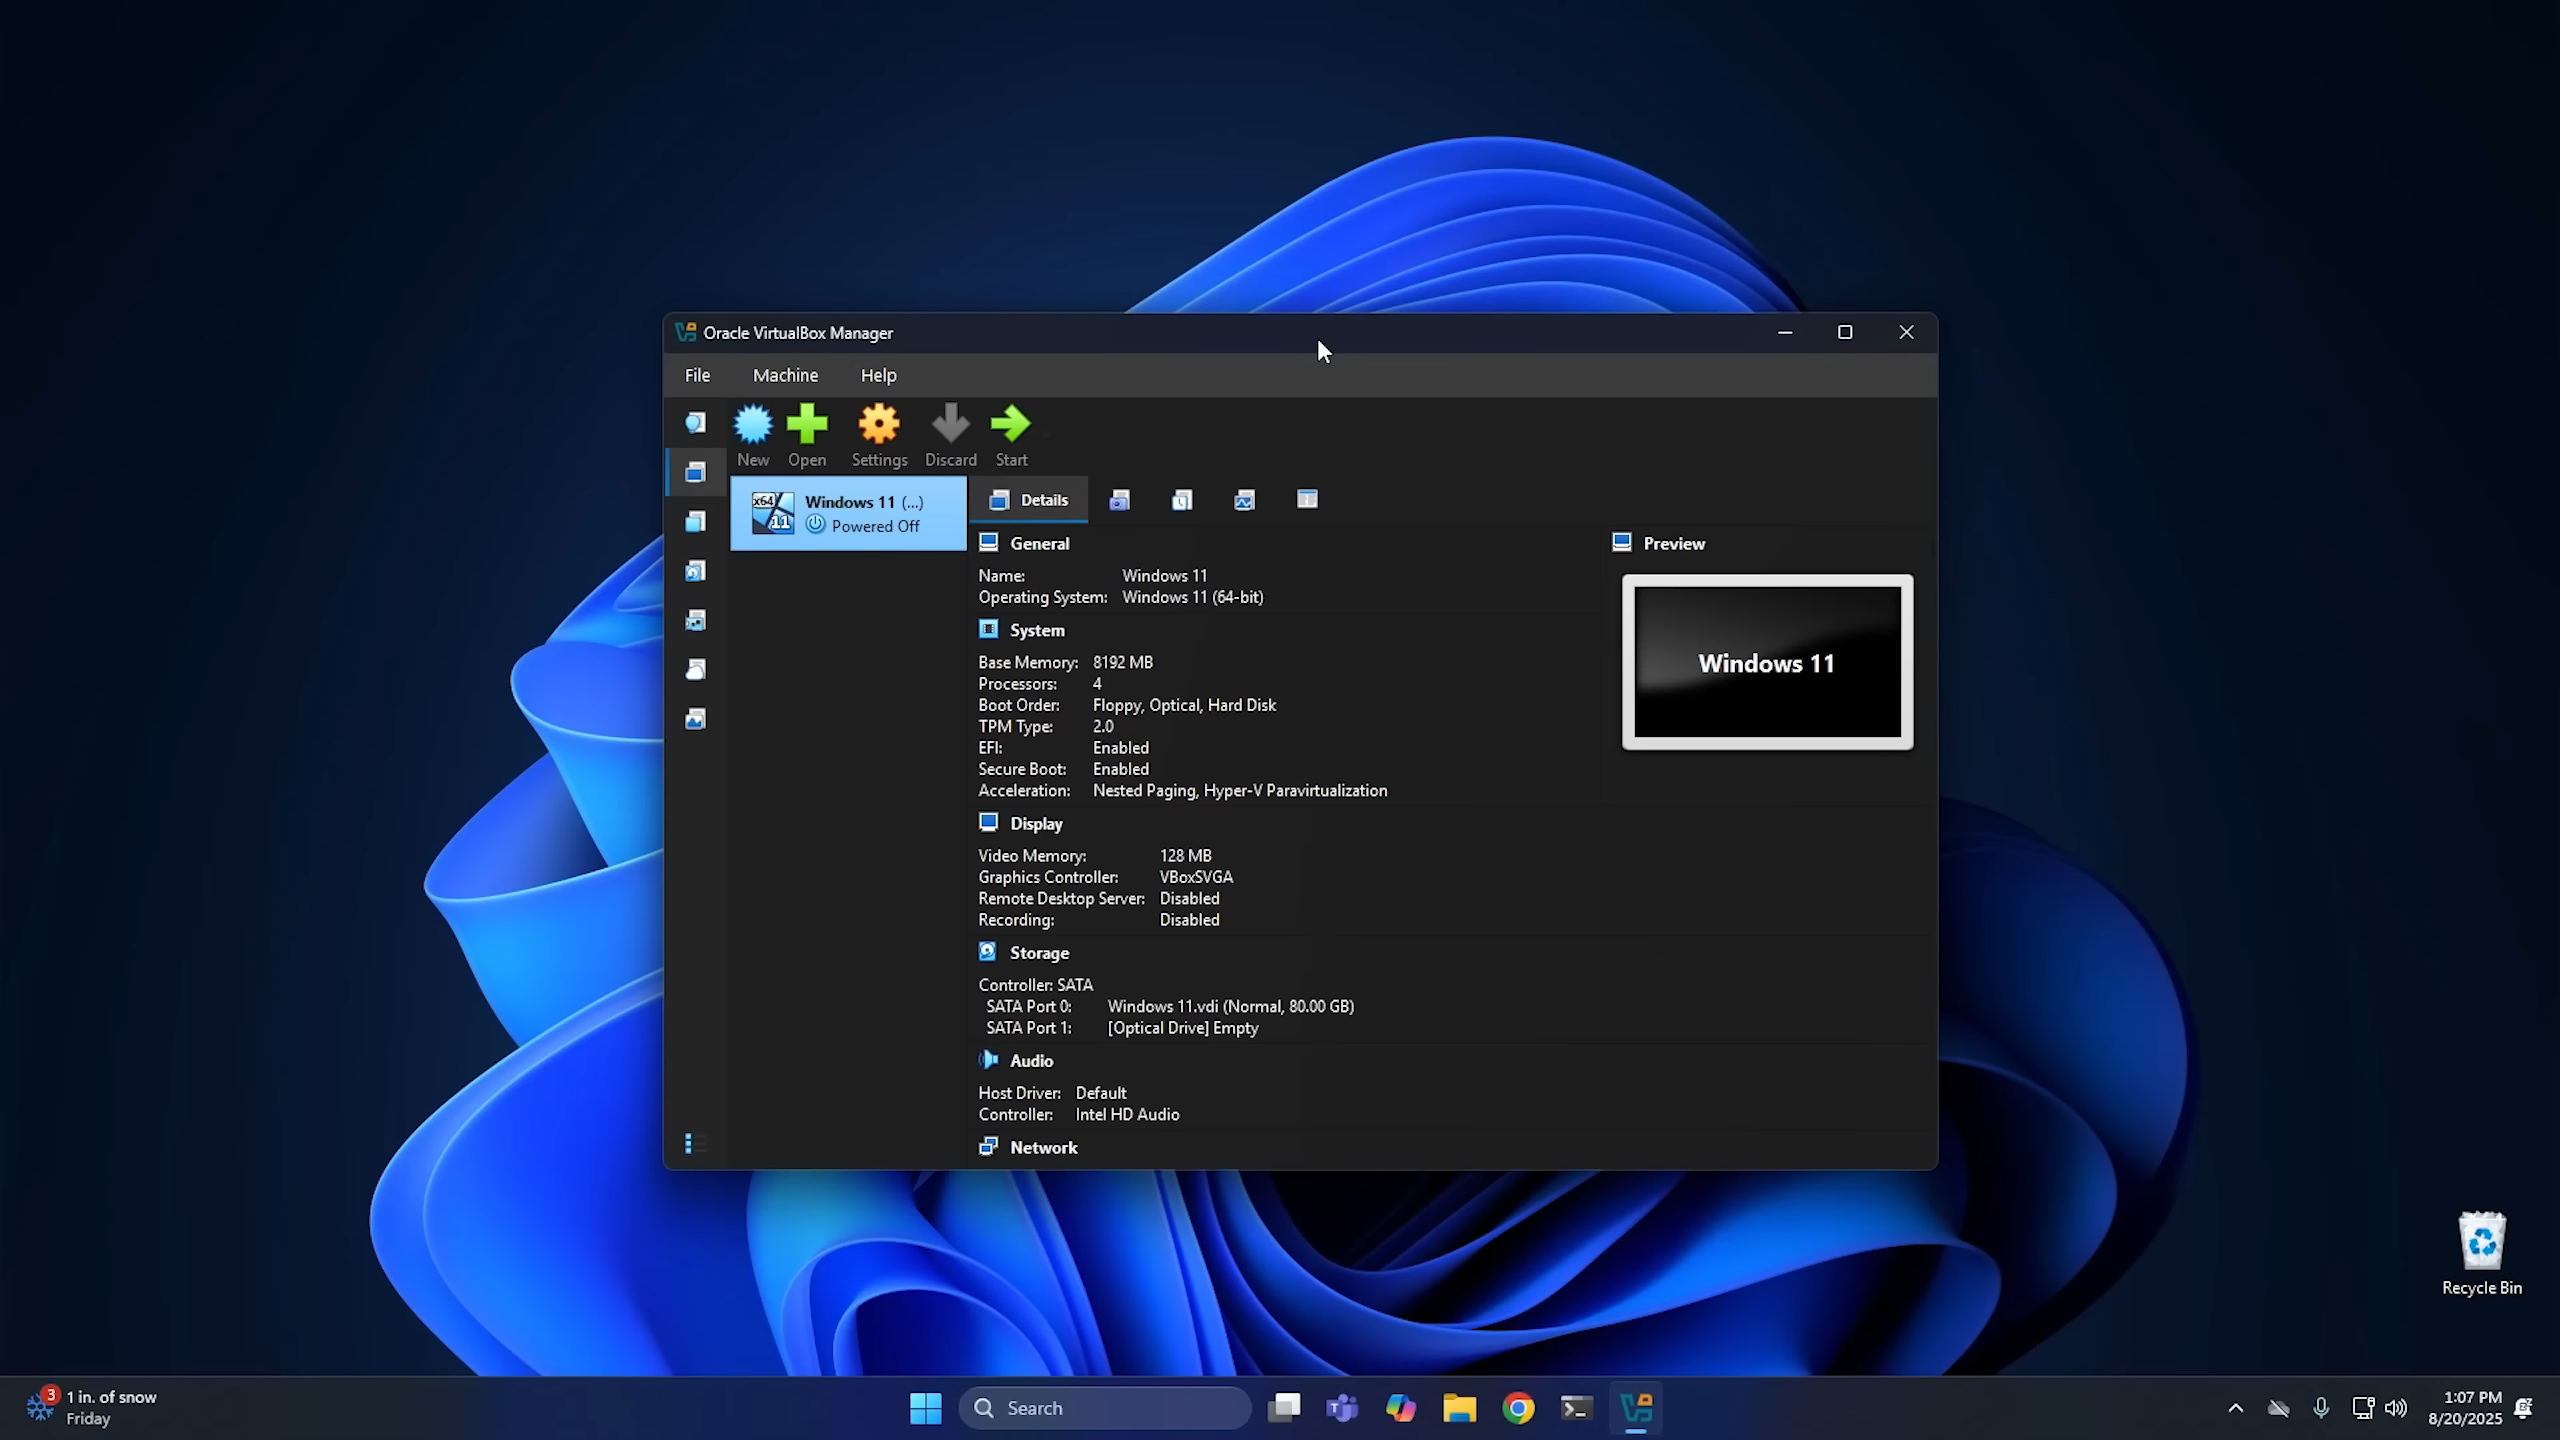 Oracle VirtualBox Manager
File Machine Help
New Open Settings Discard Start
x64
11
Windows 11 (...)
Powered Off
Details
General
Name: Windows 11
Operating System: Windows 11 (64-bit)
System
Base Memory: 8192 MB
Processors: 4
Boot Order: Floppy, Optical, Hard Disk
TPM Type: 2.0
EFI: Enabled
Secure Boot: Enabled
Acceleration: Nested Paging, Hyper-V Paravirtualization
Display
Video Memory: 128 MB
Graphics Controller: VBoxSVGA
Remote Desktop Server: Disabled
Recording: Disabled
Storage
Controller: SATA
SATA Port 0: Windows 11.vdi (Normal, 80.00 GB)
SATA Port 1: [Optical Drive] Empty
Audio
Host Driver: Default
Controller: Intel HD Audio
Network
Preview
Windows 11
Recycle Bin
3
1 in. of snow
Friday
Search
1:07 PM
8/20/2025